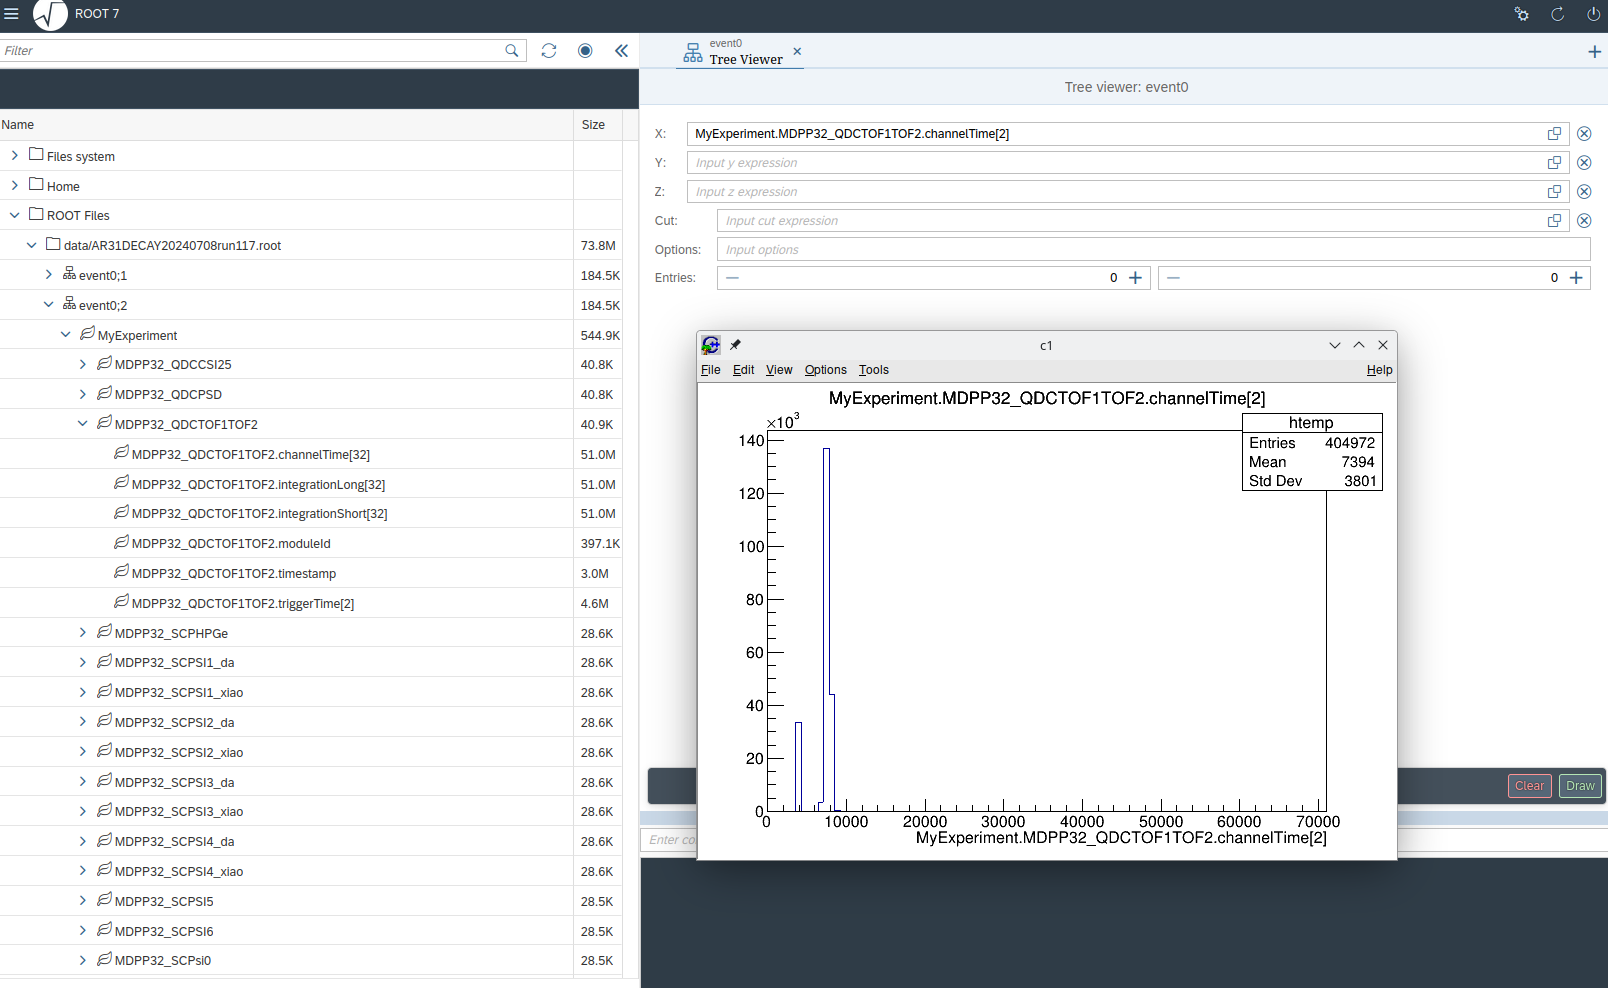 ROOT 7
Filter
Name Size
Files system
Home
ROOT Files
data/AR31DECAY20240708run117.root 73.8M
event0;1 184.5K
event0;2 184.5K
MyExperiment 544.9K
MDPP32_QDCCSI25 40.8K
MDPP32_QDCPSD 40.8K
MDPP32_QDCTOF1TOF2 40.9K
MDPP32_QDCTOF1TOF2.channelTime[32] 51.0M
MDPP32_QDCTOF1TOF2.integrationLong[32] 51.0M
MDPP32_QDCTOF1TOF2.integrationShort[32] 51.0M
MDPP32_QDCTOF1TOF2.moduleId 397.1K
MDPP32_QDCTOF1TOF2.timestamp 3.0M
MDPP32_QDCTOF1TOF2.triggerTime[2] 4.6M
MDPP32_SCPHPGe 28.6K
MDPP32_SCPSI1_da 28.6K
MDPP32_SCPSI1_xiao 28.6K
MDPP32_SCPSI2_da 28.6K
MDPP32_SCPSI2_xiao 28.6K
MDPP32_SCPSI3_da 28.6K
MDPP32_SCPSI3_xiao 28.6K
MDPP32_SCPSI4_da 28.6K
MDPP32_SCPSI4_xiao 28.6K
MDPP32_SCPSI5 28.5K
MDPP32_SCPSI6 28.5K
MDPP32_SCPsi0 28.5K
event0
Tree Viewer
Tree viewer: event0
X: MyExperiment.MDPP32_QDCTOF1TOF2.channelTime[2]
Y: Input y expression
Z: Input z expression
Cut: Input cut expression
Options: Input options
Entries: 0 0
c1
File Edit View Options Tools Help
MyExperiment.MDPP32_QDCTOF1TOF2.channelTime[2]
×10³
htemp
Entries 404972
Mean 7394
Std Dev 3801
140
120
100
80
60
40
20
0
0 10000 20000 30000 40000 50000 60000 70000
MyExperiment.MDPP32_QDCTOF1TOF2.channelTime[2]
Clear Draw
Enter co